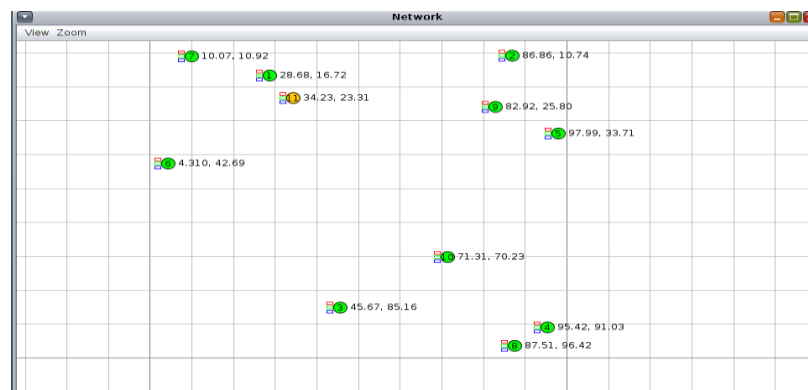 Network
View Zoom
7 10.07, 10.92
2 86.86, 10.74
1 28.68, 16.72
11 34.23, 23.31
9 82.92, 25.80
5 97.99, 33.71
6 4.310, 42.69
10 71.31, 70.23
3 45.67, 85.16
4 95.42, 91.03
8 87.51, 96.42